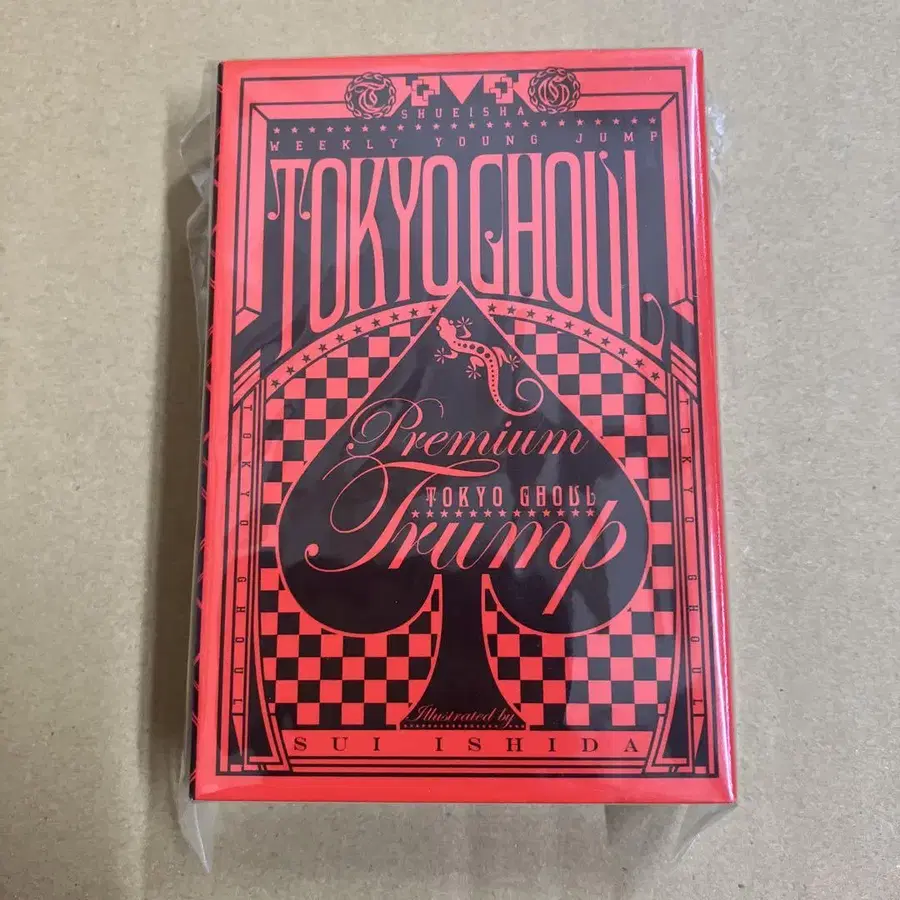 T G
SHUEISHA
WEEKLY YOUNG JUMP
TOKYO GHOUL
Premium
TOKYO GHOUL
Trump
TOKYO GHOUL
TOKYO GHOUL
Illustrated by
SUI ISHIDA